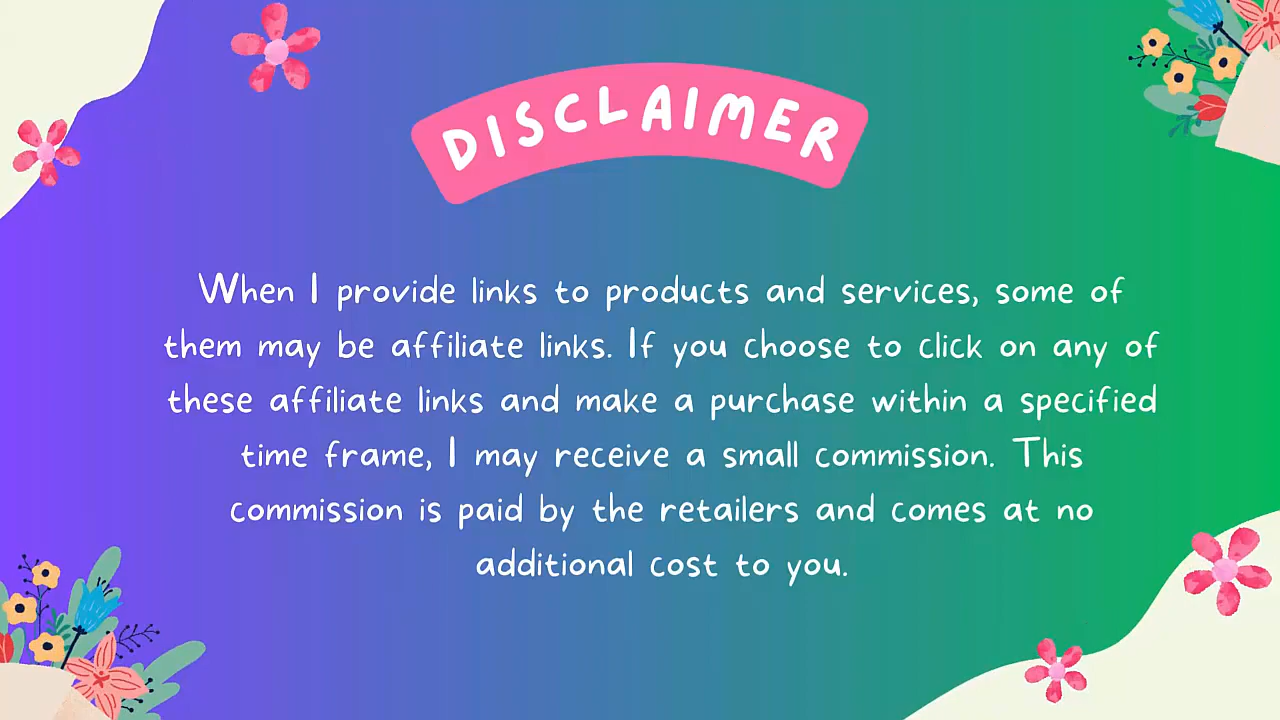 DISCLAIMER
When I provide links to products and services, some of
them may be affiliate links. If you choose to click on any of
these affiliate links and make a purchase within a specified
time frame, I may receive a small commission. This
commission is paid by the retailers and comes at no
additional cost to you.